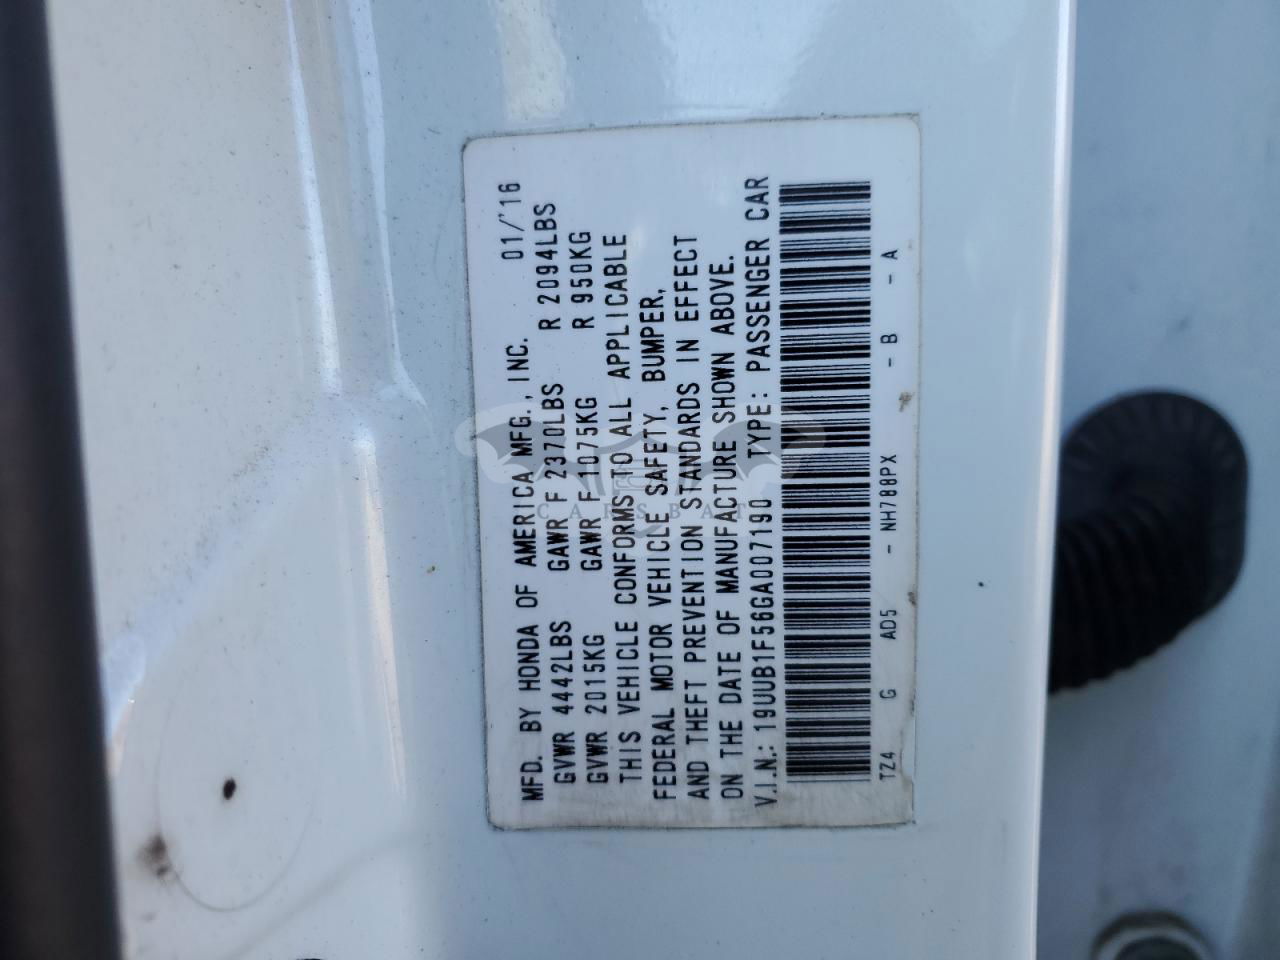 MFD. BY HONDA OF AMERICA MFG., INC. 01/'16
GVWR 4442LBS GAWR F 2370LBS R 2094LBS
GVWR 2015KG GAWR F 1075KG R 950KG
THIS VEHICLE CONFORMS TO ALL APPLICABLE
FEDERAL MOTOR VEHICLE SAFETY, BUMPER,
AND THEFT PREVENTION STANDARDS IN EFFECT
ON THE DATE OF MANUFACTURE SHOWN ABOVE.
V.I.N.: 19UUB1F56GA007190 TYPE: PASSENGER CAR
TZ4 G AD5 - NH788PX - B - A
CARSBAT